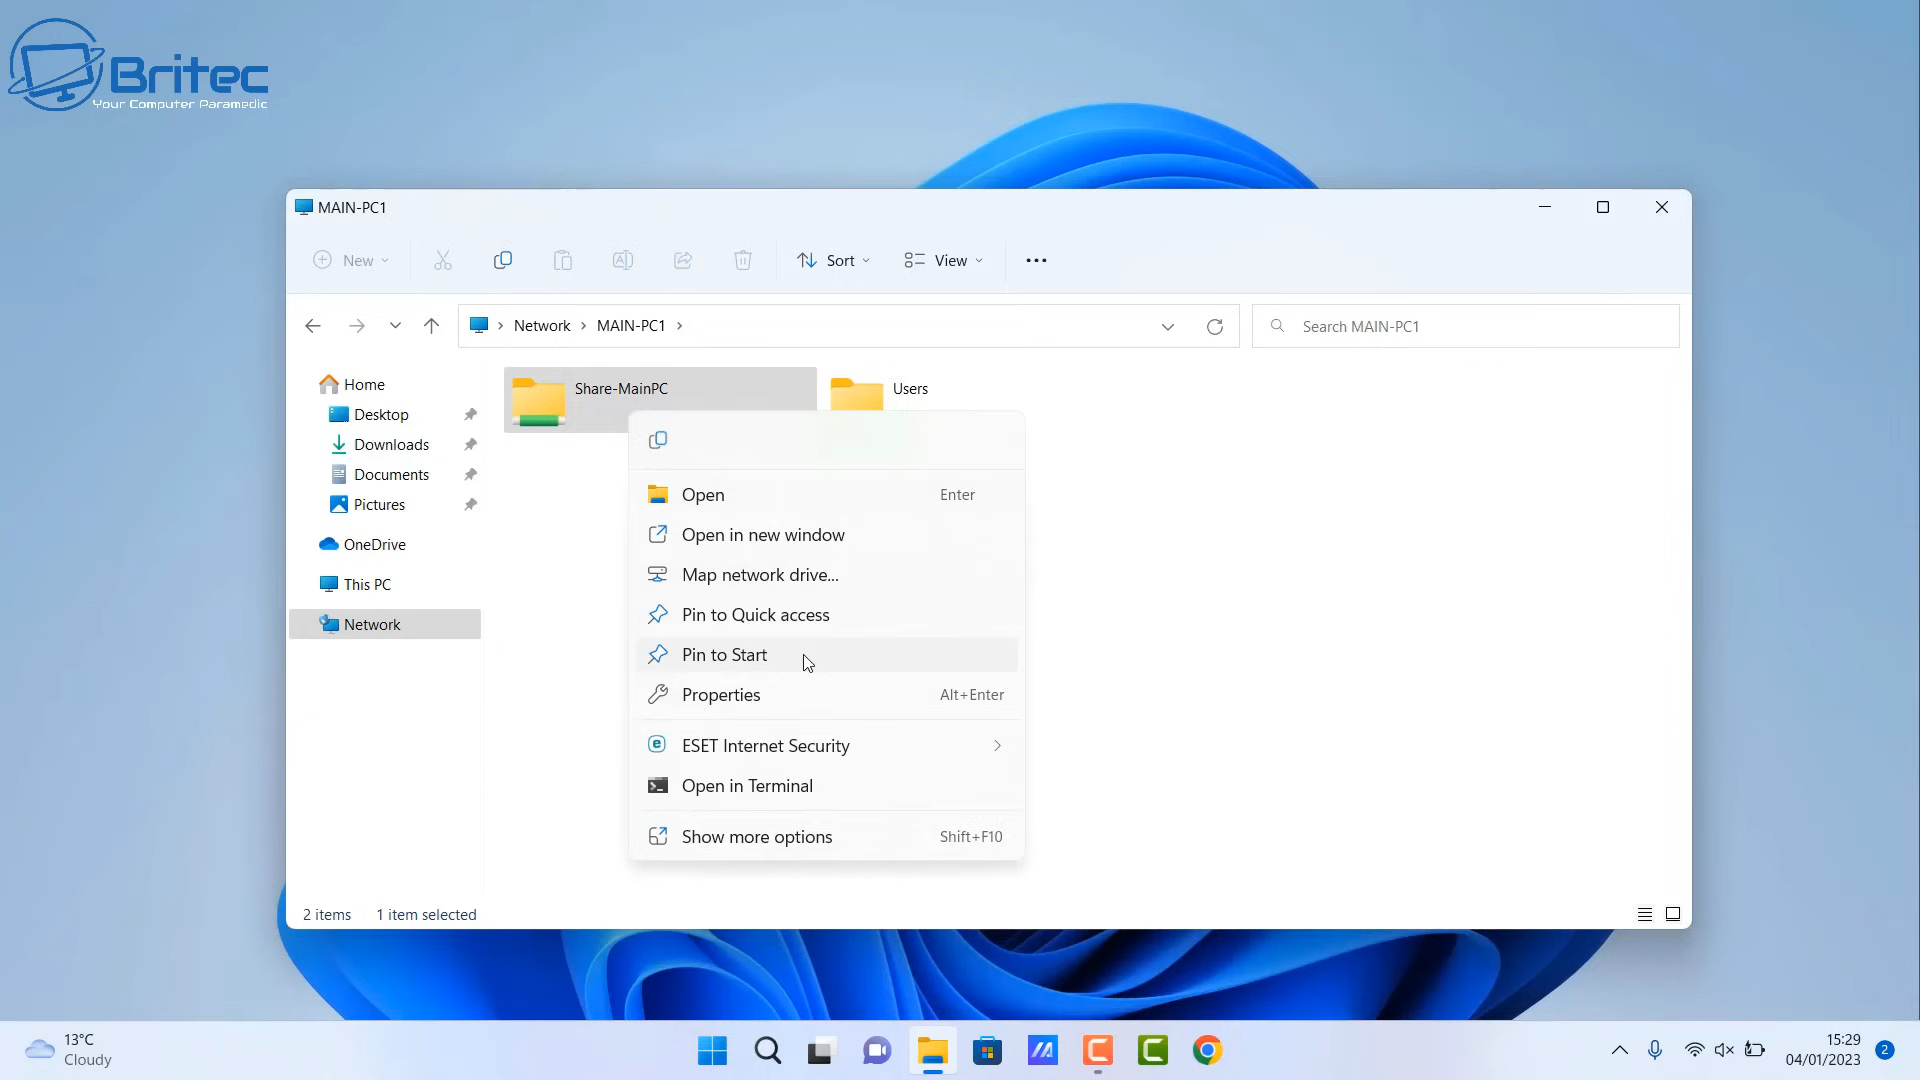 Britec
Your Computer Paramedic
MAIN-PC1
New
Sort
View
Network
MAIN-PC1
Search MAIN-PC1
Home
Desktop
Downloads
Documents
Pictures
OneDrive
This PC
Network
Share-MainPC
Users
Open Enter
Open in new window
Map network drive...
Pin to Quick access
Pin to Start
Properties Alt+Enter
ESET Internet Security
Open in Terminal
Show more options Shift+F10
2 items 1 item selected
13°C
Cloudy
15:29
04/01/2023
2